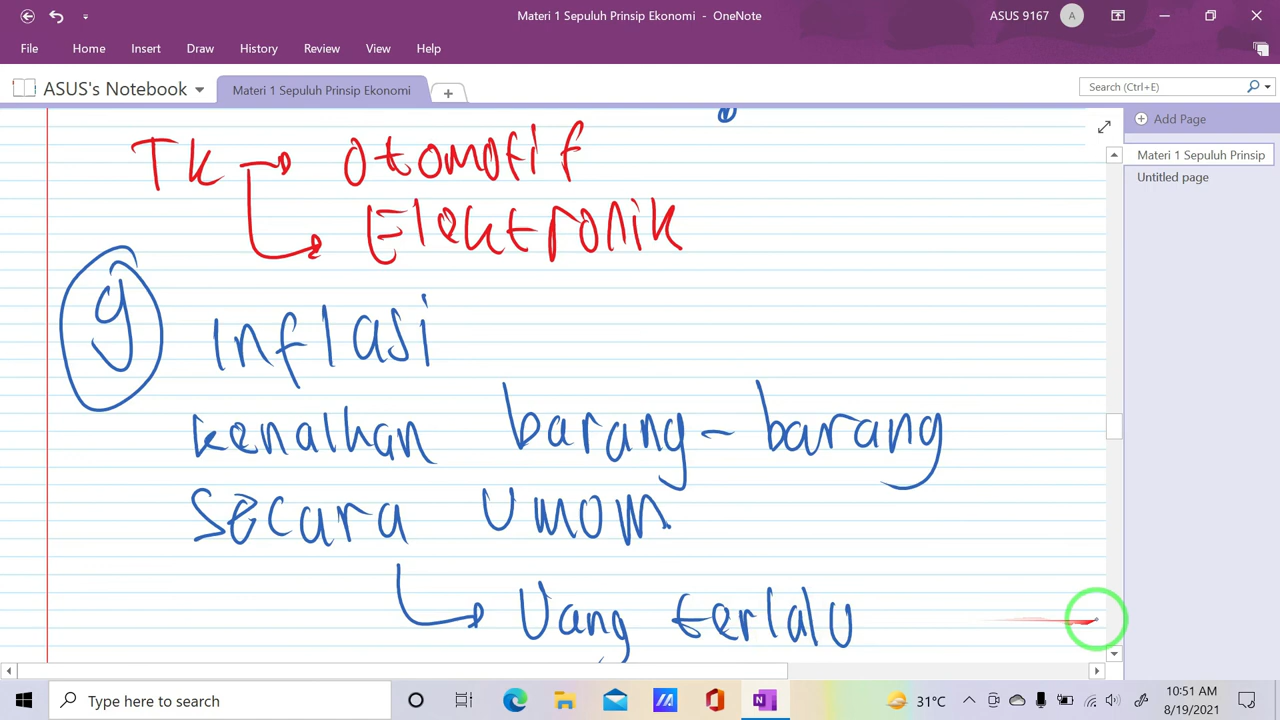 Materi 1 Sepuluh Prinsip Ekonomi - OneNote
ASUS 9167
A
File Home Insert Draw History Review View Help
ASUS's Notebook
Materi 1 Sepuluh Prinsip Ekonomi
Search (Ctrl+E)
Add Page
Materi 1 Sepuluh Prinsip
Untitled page
TK Otomotif
Elektronik
9 Inflasi
kenaikan barang-barang
secara Umom
Uang terlalu
Type here to search
31°C
10:51 AM
8/19/2021